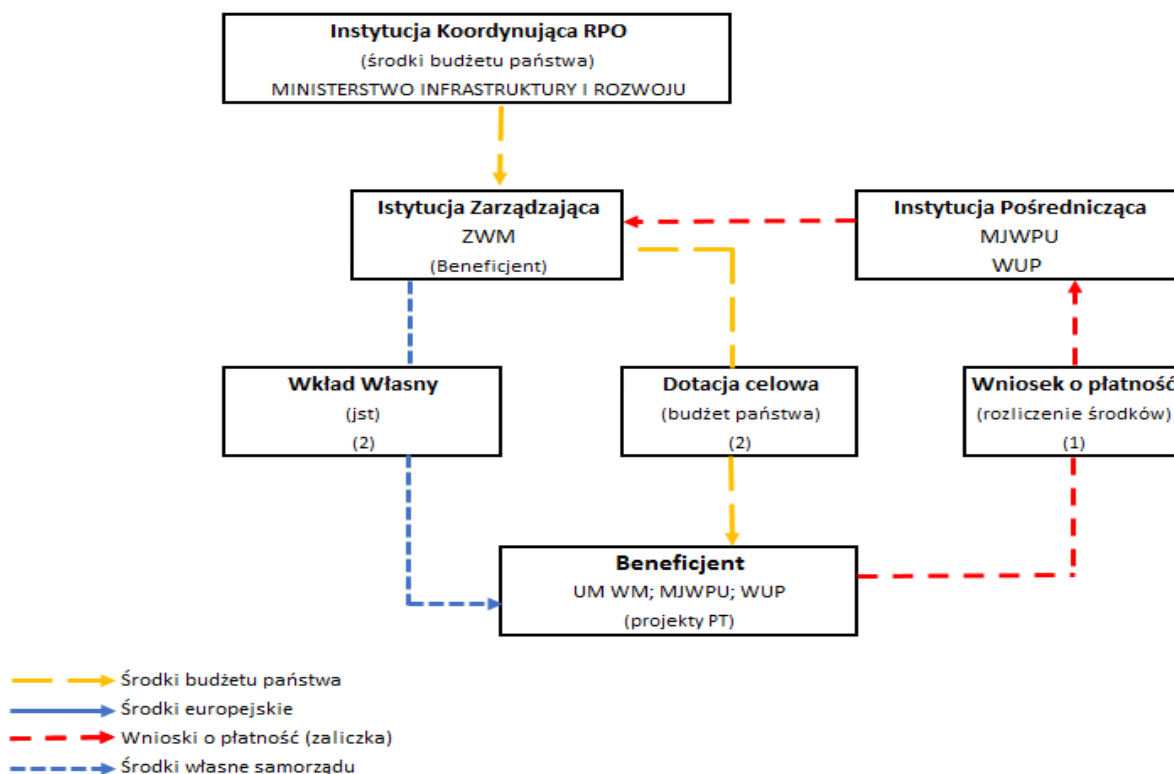 Instytucja Koordynująca RPO
(środki budżetu państwa)
MINISTERSTWO INFRASTRUKTURY I ROZWOJU
Istytucja Zarządzająca
ZWM
(Beneficjent)
Instytucja Pośrednicząca
MJWPU
WUP
Wkład Własny
(jst)
(2)
Dotacja celowa
(budżet państwa)
(2)
Wniosek o płatność
(rozliczenie środków)
(1)
Beneficjent
UM WM; MJWPU; WUP
(projekty PT)
Środki budżetu państwa
Środki europejskie
Wnioski o płatność (zaliczka)
Środki własne samorządu